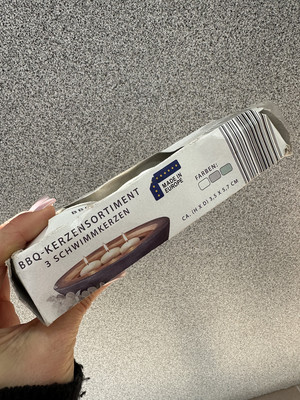 BBQ-KERZENSORTIMENT
3 SCHWIMMKERZEN
MADE IN
EUROPE
FARBEN:
CA. (H X D) 3,5 X 5,7 CM